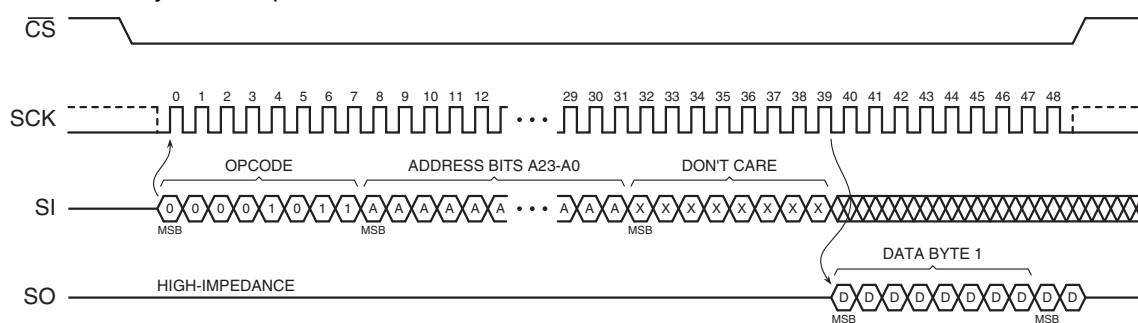 CS
SCK
0 1 2 3 4 5 6 7 8 9 10 11 12 29 30 31 32 33 34 35 36 37 38 39 40 41 42 43 44 45 46 47 48
OPCODE ADDRESS BITS A23-A0 DON'T CARE
SI
0 0 0 0 1 0 1 1 A A A A A A A A A X X X X X X X X
MSB MSB MSB
DATA BYTE 1
SO HIGH-IMPEDANCE
D D D D D D D D D D
MSB MSB